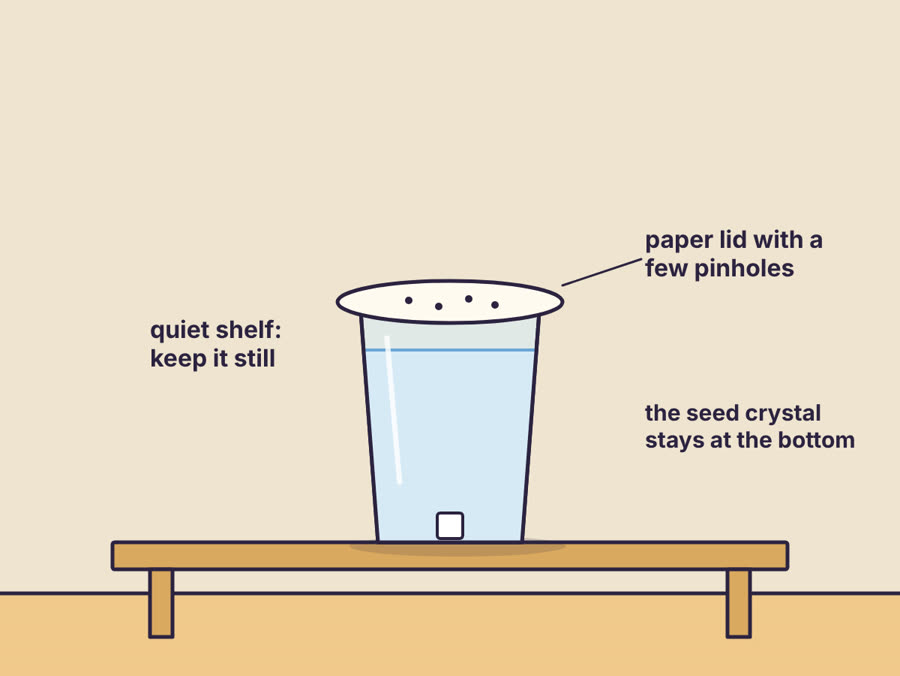 paper lid with a
few pinholes
quiet shelf:
keep it still
the seed crystal
stays at the bottom